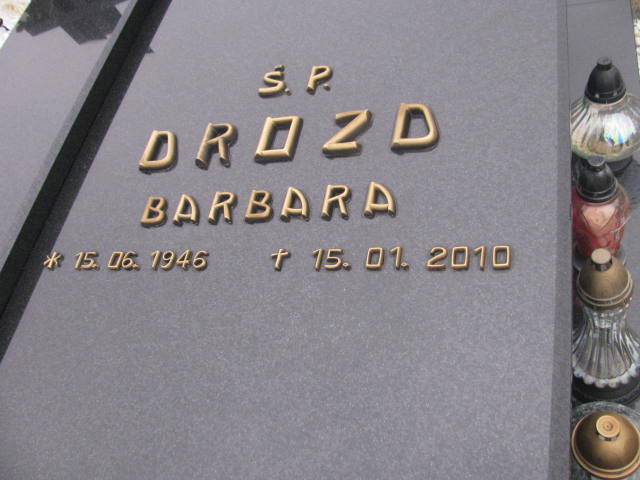 Ś. P.
DROZD
BARBARA
* 15. 06. 1946 † 15. 01. 2010